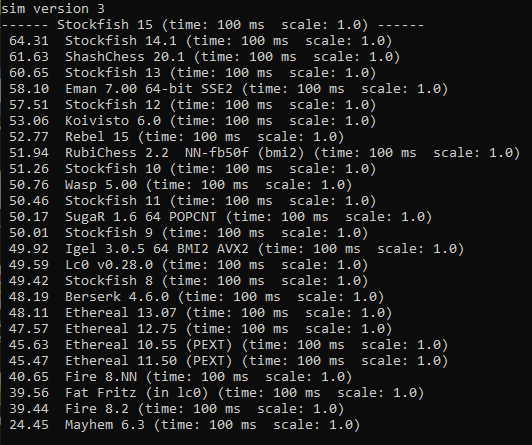 sim version 3
------ Stockfish 15 (time: 100 ms  scale: 1.0) ------
64.31  Stockfish 14.1 (time: 100 ms  scale: 1.0)
61.63  ShashChess 20.1 (time: 100 ms  scale: 1.0)
60.65  Stockfish 13 (time: 100 ms  scale: 1.0)
58.10  Eman 7.00 64-bit SSE2 (time: 100 ms  scale: 1.0)
57.51  Stockfish 12 (time: 100 ms  scale: 1.0)
53.06  Koivisto 6.0 (time: 100 ms  scale: 1.0)
52.77  Rebel 15 (time: 100 ms  scale: 1.0)
51.94  RubiChess 2.2  NN-fb50f (bmi2) (time: 100 ms  scale: 1.0)
51.26  Stockfish 10 (time: 100 ms  scale: 1.0)
50.76  Wasp 5.00 (time: 100 ms  scale: 1.0)
50.46  Stockfish 11 (time: 100 ms  scale: 1.0)
50.17  SugaR 1.6 64 POPCNT (time: 100 ms  scale: 1.0)
50.01  Stockfish 9 (time: 100 ms  scale: 1.0)
49.92  Igel 3.0.5 64 BMI2 AVX2 (time: 100 ms  scale: 1.0)
49.59  Lc0 v0.28.0 (time: 100 ms  scale: 1.0)
49.42  Stockfish 8 (time: 100 ms  scale: 1.0)
48.19  Berserk 4.6.0 (time: 100 ms  scale: 1.0)
48.11  Ethereal 13.07 (time: 100 ms  scale: 1.0)
47.57  Ethereal 12.75 (time: 100 ms  scale: 1.0)
45.63  Ethereal 10.55 (PEXT) (time: 100 ms  scale: 1.0)
45.47  Ethereal 11.50 (PEXT) (time: 100 ms  scale: 1.0)
40.65  Fire 8.NN (time: 100 ms  scale: 1.0)
39.56  Fat Fritz (in lc0) (time: 100 ms  scale: 1.0)
39.44  Fire 8.2 (time: 100 ms  scale: 1.0)
24.45  Mayhem 6.3 (time: 100 ms  scale: 1.0)